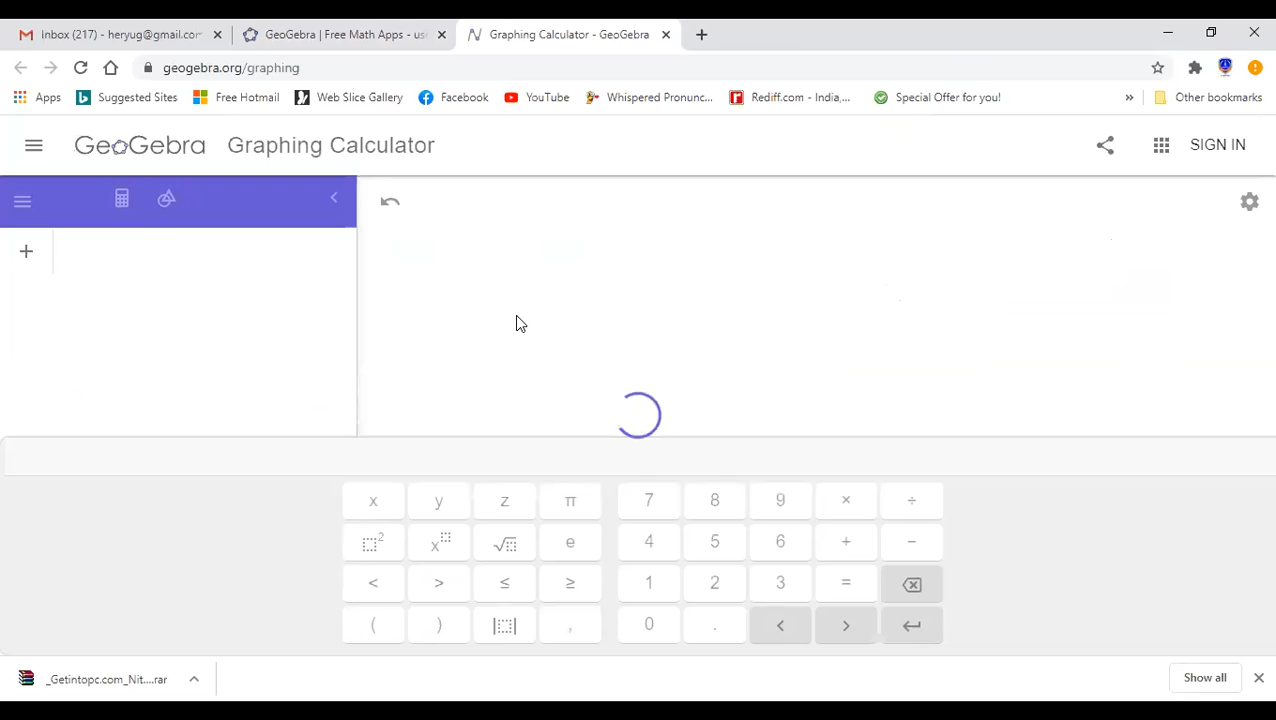 Inbox (217) - heryug@gmail.com
GeoGebra | Free Math Apps - use
Graphing Calculator - GeoGebra
geogebra.org/graphing
Apps
Suggested Sites
Free Hotmail
Web Slice Gallery
Facebook
YouTube
Whispered Pronunc...
Rediff.com - India,...
Special Offer for you!
»
Other bookmarks
GeoGebra
Graphing Calculator
SIGN IN
+
x y z π 7 8 9 × ÷
2 x √ e 4 5 6 + −
< > ≤ ≥ 1 2 3 =
( ) | | , 0 . < >
_Getintopc.com_Nit....rar
Show all